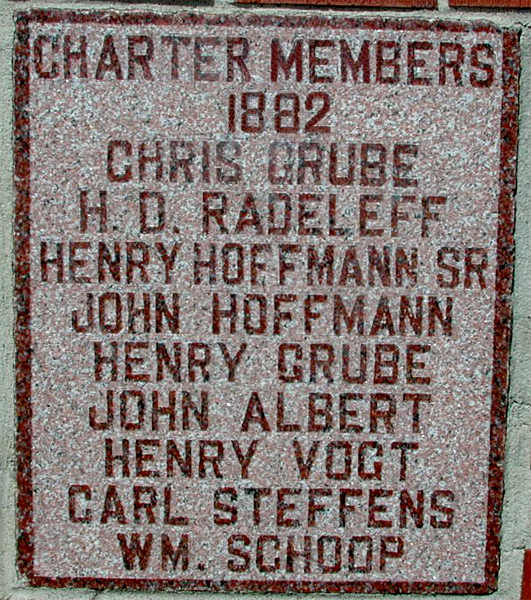 CHARTER MEMBERS
1882
CHRIS GRUBE
H. D. RADELEFF
HENRY HOFFMANN SR
JOHN HOFFMANN
HENRY GRUBE
JOHN ALBERT
HENRY VOGT
CARL STEFFENS
WM. SCHOOP